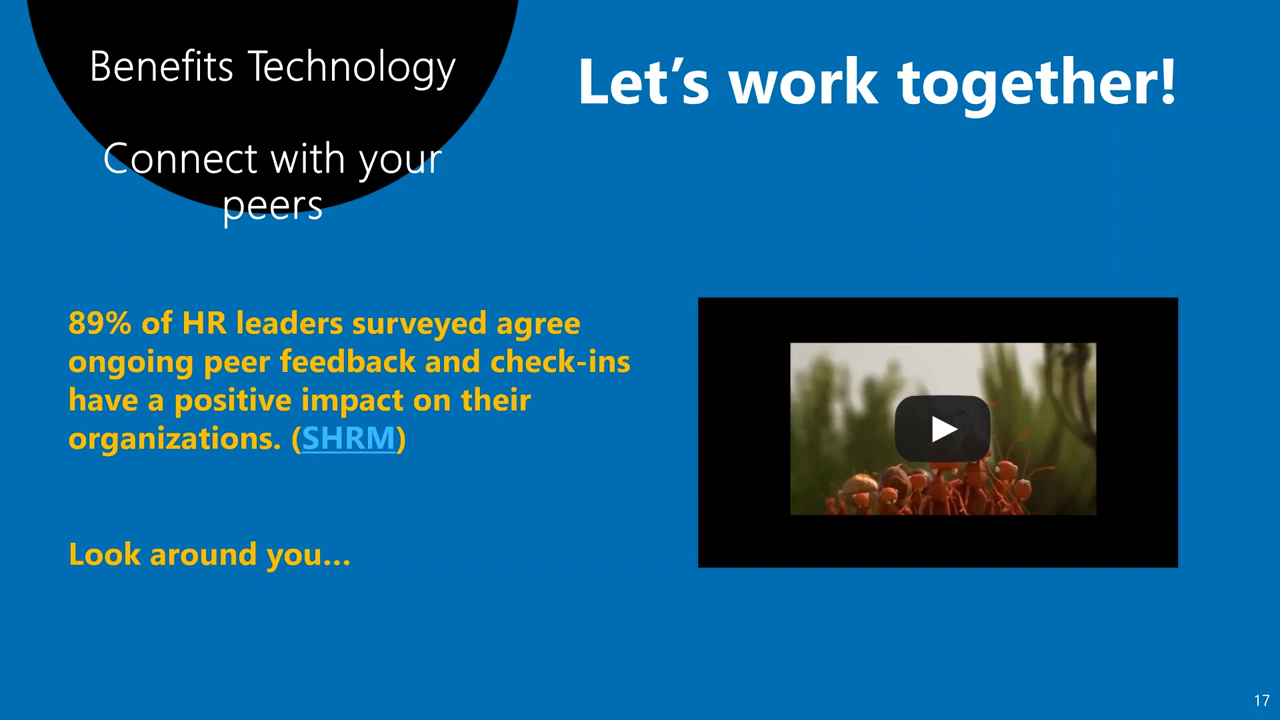 Benefits Technology
Connect with your
peers
Let’s work together!
89% of HR leaders surveyed agree
ongoing peer feedback and check-ins
have a positive impact on their
organizations. (SHRM)
Look around you…
17